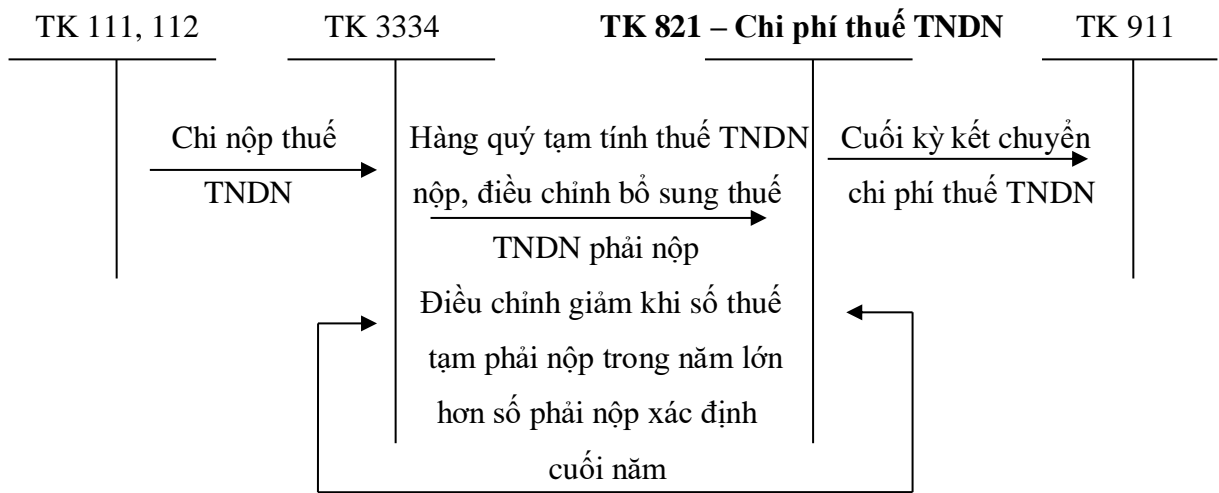 TK 111, 112 TK 3334 TK 821 – Chi phí thuế TNDN TK 911
Chi nộp thuế
TNDN
Hàng quý tạm tính thuế TNDN
nộp, điều chỉnh bổ sung thuế
TNDN phải nộp
Cuối kỳ kết chuyển
chi phí thuế TNDN
Điều chỉnh giảm khi số thuế
tạm phải nộp trong năm lớn
hơn số phải nộp xác định
cuối năm